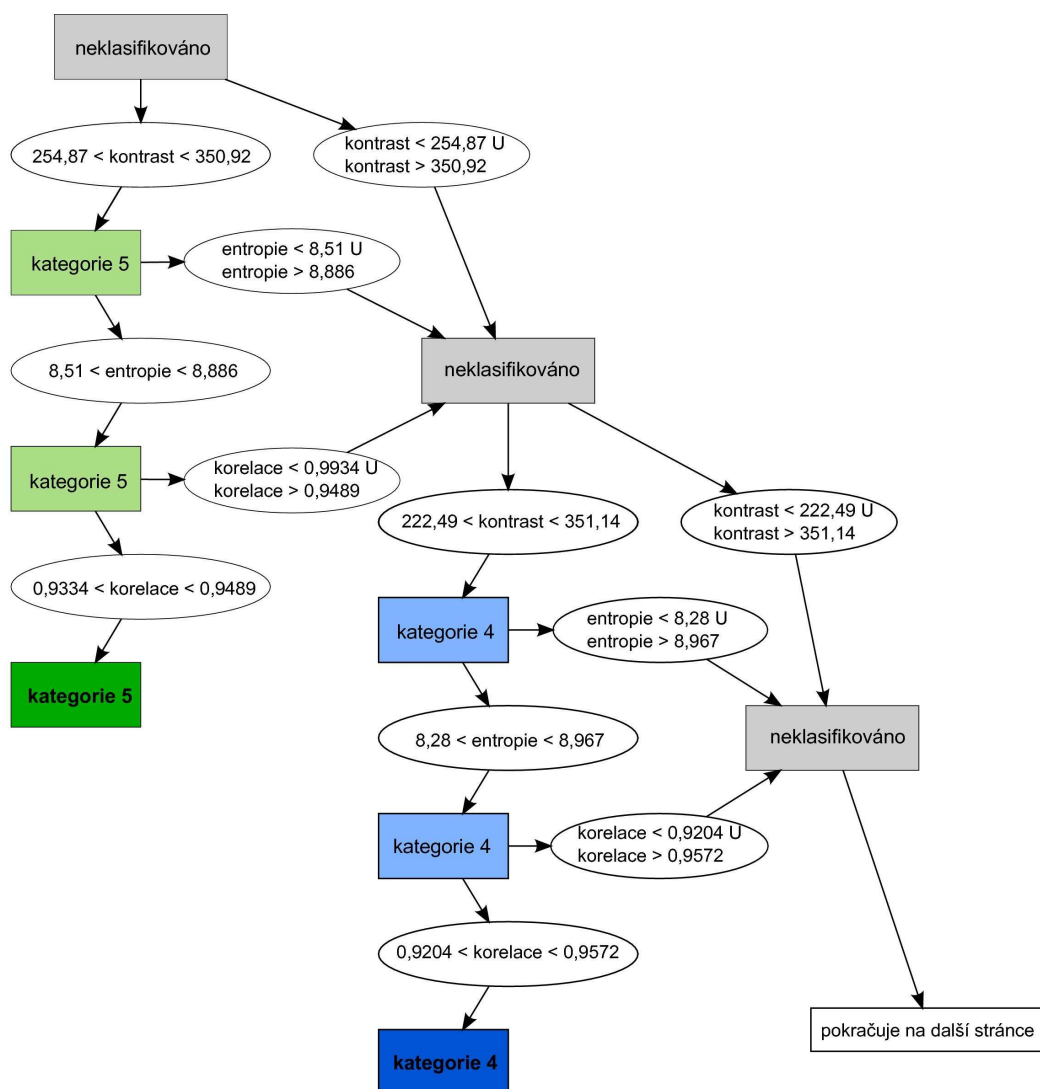 neklasifikováno
254,87 < kontrast < 350,92
kontrast < 254,87 U
kontrast > 350,92
kategorie 5
entropie < 8,51 U
entropie > 8,886
8,51 < entropie < 8,886
neklasifikováno
kategorie 5
korelace < 0,9934 U
korelace > 0,9489
222,49 < kontrast < 351,14
kontrast < 222,49 U
kontrast > 351,14
0,9334 < korelace < 0,9489
kategorie 4
entropie < 8,28 U
entropie > 8,967
kategorie 5
8,28 < entropie < 8,967
neklasifikováno
kategorie 4
korelace < 0,9204 U
korelace > 0,9572
0,9204 < korelace < 0,9572
pokračuje na další stránce
kategorie 4